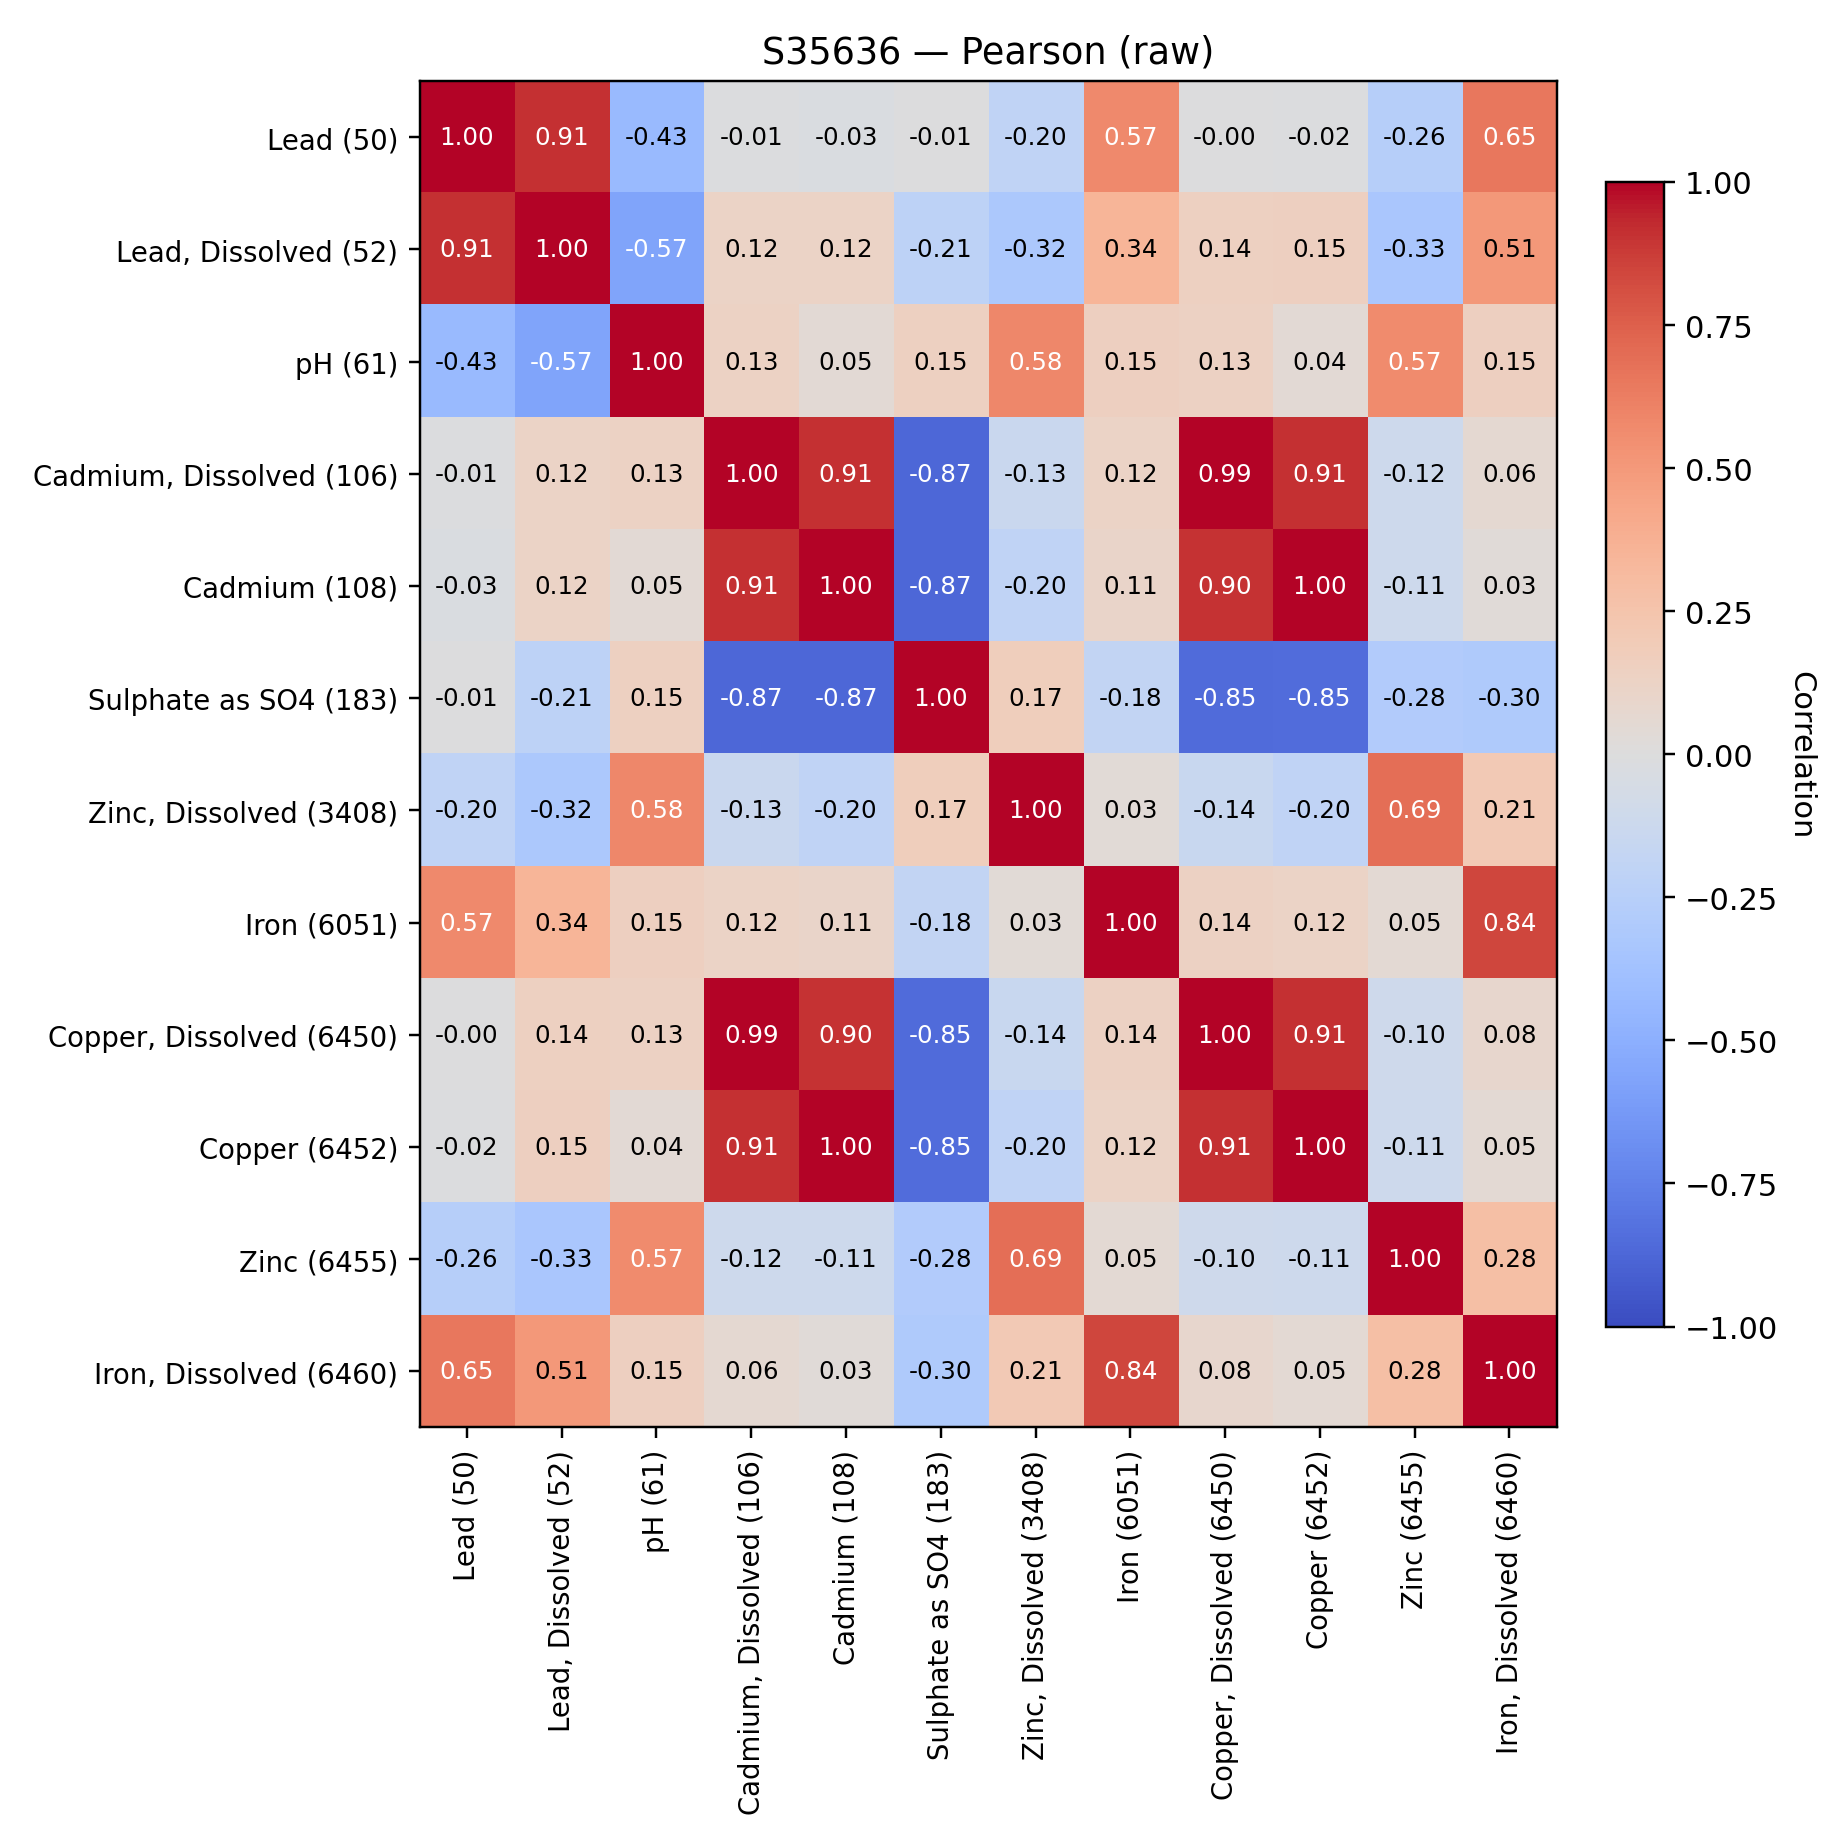 S35636 — Pearson (raw)
Lead (50) 1.00 0.91 -0.43 -0.01 -0.03 -0.01 -0.20 0.57 -0.00 -0.02 -0.26 0.65
Lead, Dissolved (52) 0.91 1.00 -0.57 0.12 0.12 -0.21 -0.32 0.34 0.14 0.15 -0.33 0.51
pH (61) -0.43 -0.57 1.00 0.13 0.05 0.15 0.58 0.15 0.13 0.04 0.57 0.15
Cadmium, Dissolved (106) -0.01 0.12 0.13 1.00 0.91 -0.87 -0.13 0.12 0.99 0.91 -0.12 0.06
Cadmium (108) -0.03 0.12 0.05 0.91 1.00 -0.87 -0.20 0.11 0.90 1.00 -0.11 0.03
Sulphate as SO4 (183) -0.01 -0.21 0.15 -0.87 -0.87 1.00 0.17 -0.18 -0.85 -0.85 -0.28 -0.30
Zinc, Dissolved (3408) -0.20 -0.32 0.58 -0.13 -0.20 0.17 1.00 0.03 -0.14 -0.20 0.69 0.21
Iron (6051) 0.57 0.34 0.15 0.12 0.11 -0.18 0.03 1.00 0.14 0.12 0.05 0.84
Copper, Dissolved (6450) -0.00 0.14 0.13 0.99 0.90 -0.85 -0.14 0.14 1.00 0.91 -0.10 0.08
Copper (6452) -0.02 0.15 0.04 0.91 1.00 -0.85 -0.20 0.12 0.91 1.00 -0.11 0.05
Zinc (6455) -0.26 -0.33 0.57 -0.12 -0.11 -0.28 0.69 0.05 -0.10 -0.11 1.00 0.28
Iron, Dissolved (6460) 0.65 0.51 0.15 0.06 0.03 -0.30 0.21 0.84 0.08 0.05 0.28 1.00
Lead (50)
Lead, Dissolved (52)
pH (61)
Cadmium, Dissolved (106)
Cadmium (108)
Sulphate as SO4 (183)
Zinc, Dissolved (3408)
Iron (6051)
Copper, Dissolved (6450)
Copper (6452)
Zinc (6455)
Iron, Dissolved (6460)
1.00
0.75
0.50
0.25
0.00
−0.25
−0.50
−0.75
−1.00
Correlation